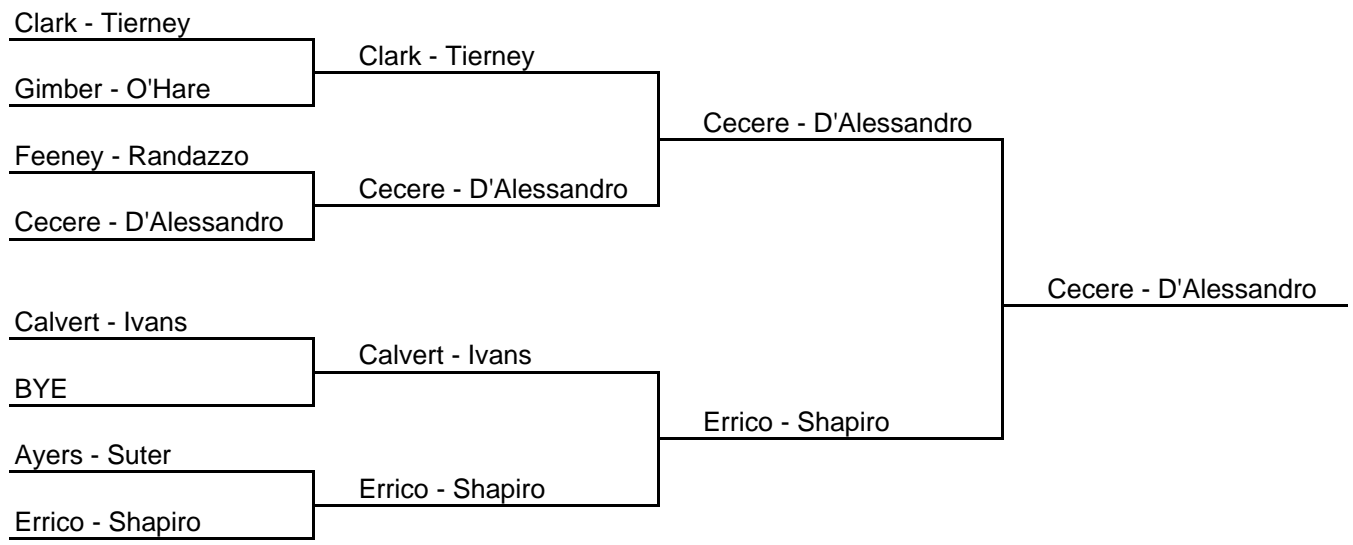 Clark - Tierney
Clark - Tierney
Gimber - O'Hare
Cecere - D'Alessandro
Feeney - Randazzo
Cecere - D'Alessandro
Cecere - D'Alessandro
Cecere - D'Alessandro
Calvert - Ivans
Calvert - Ivans
BYE
Errico - Shapiro
Ayers - Suter
Errico - Shapiro
Errico - Shapiro